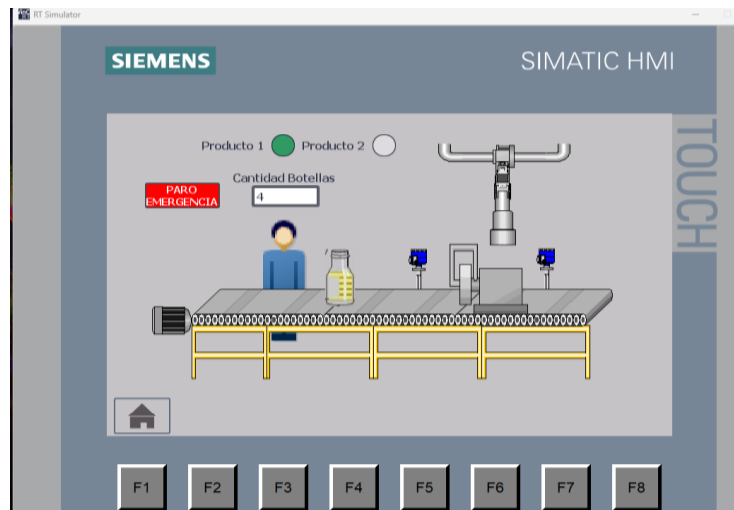 RT Simulator
SIEMENS
SIMATIC HMI
TOUCH
Producto 1
Producto 2
Cantidad Botellas
4
PARO
EMERGENCIA
F1
F2
F3
F4
F5
F6
F7
F8